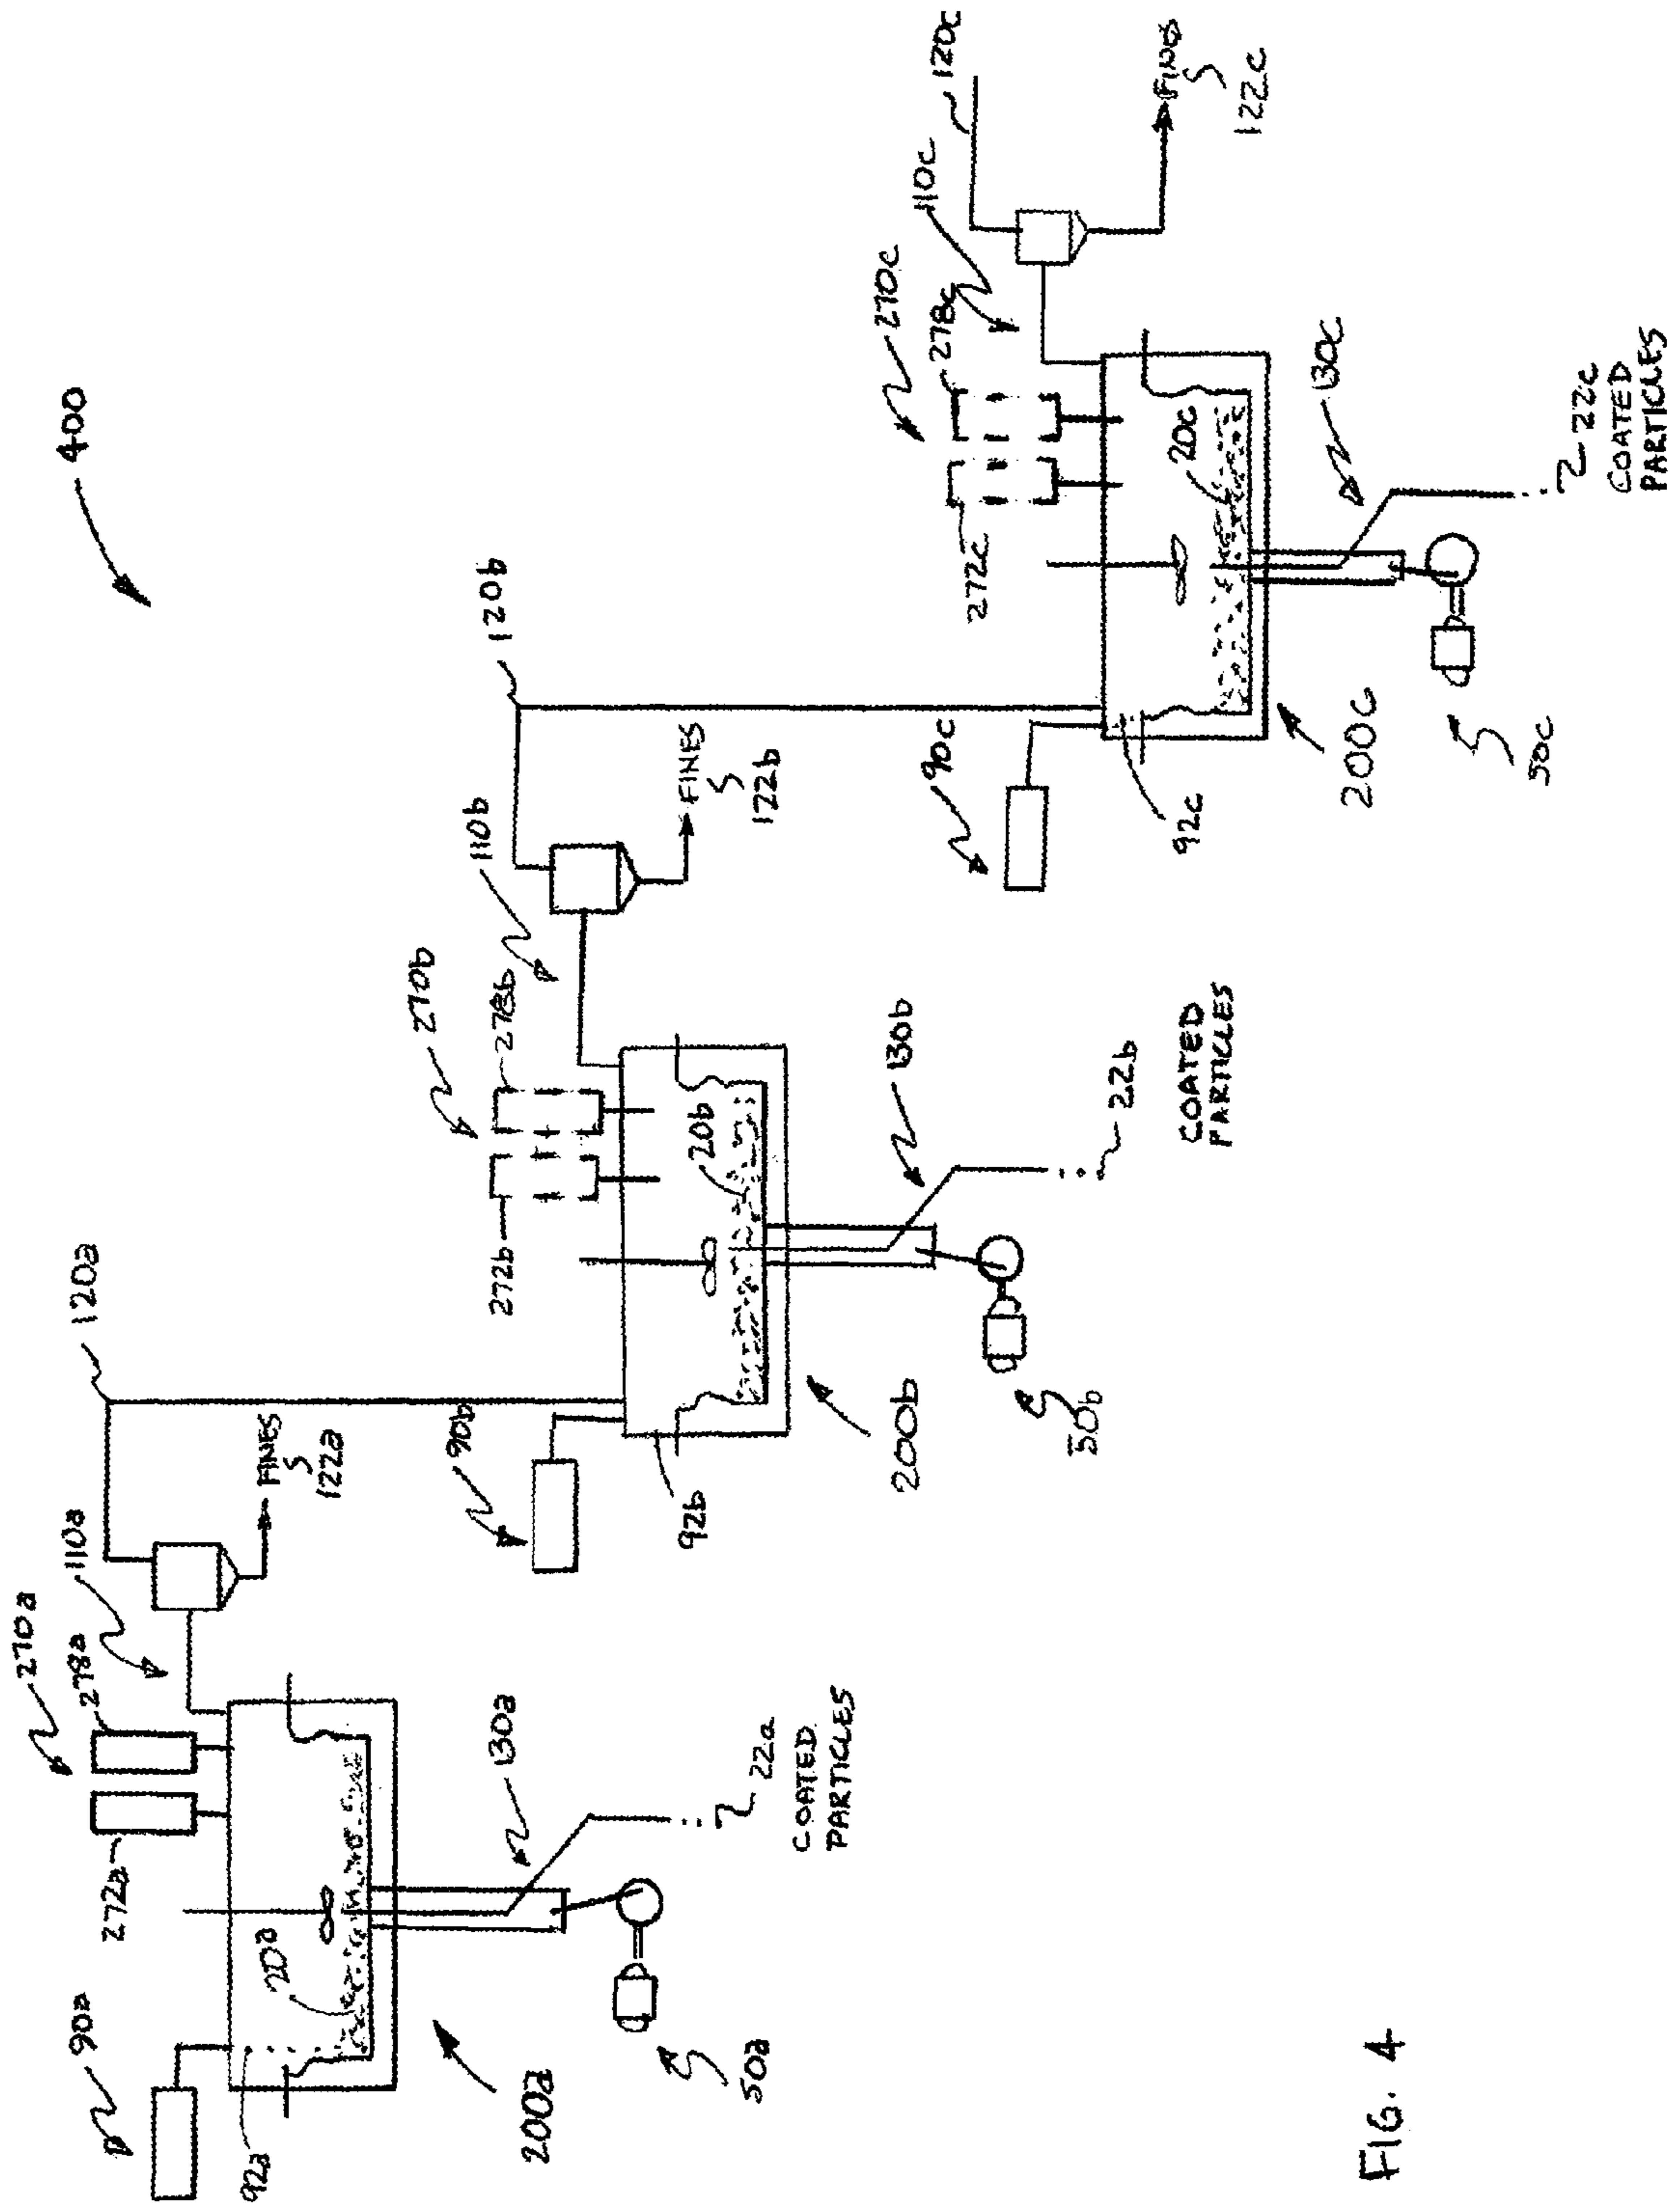 400
270a
278a
110a
120a
272a
90a
92a
20a
FINES
122a
200a
130a
50a
22a
COATED
PARTICLES
270b
278b
110b
120b
272b
90b
92b
20b
FINES
122b
200b
130b
50b
22b
COATED
PARTICLES
270c
278c
110c
120c
272c
90c
92c
20c
FINES
122c
200c
130c
50c
22c
COATED
PARTICLES
FIG. 4